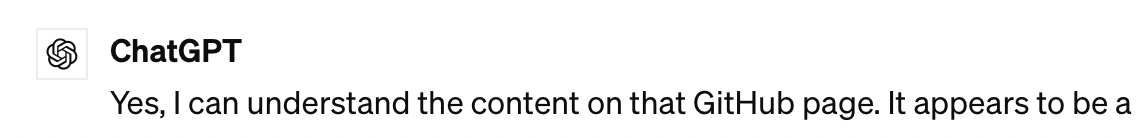 ChatGPT
Yes, I can understand the content on that GitHub page. It appears to be a